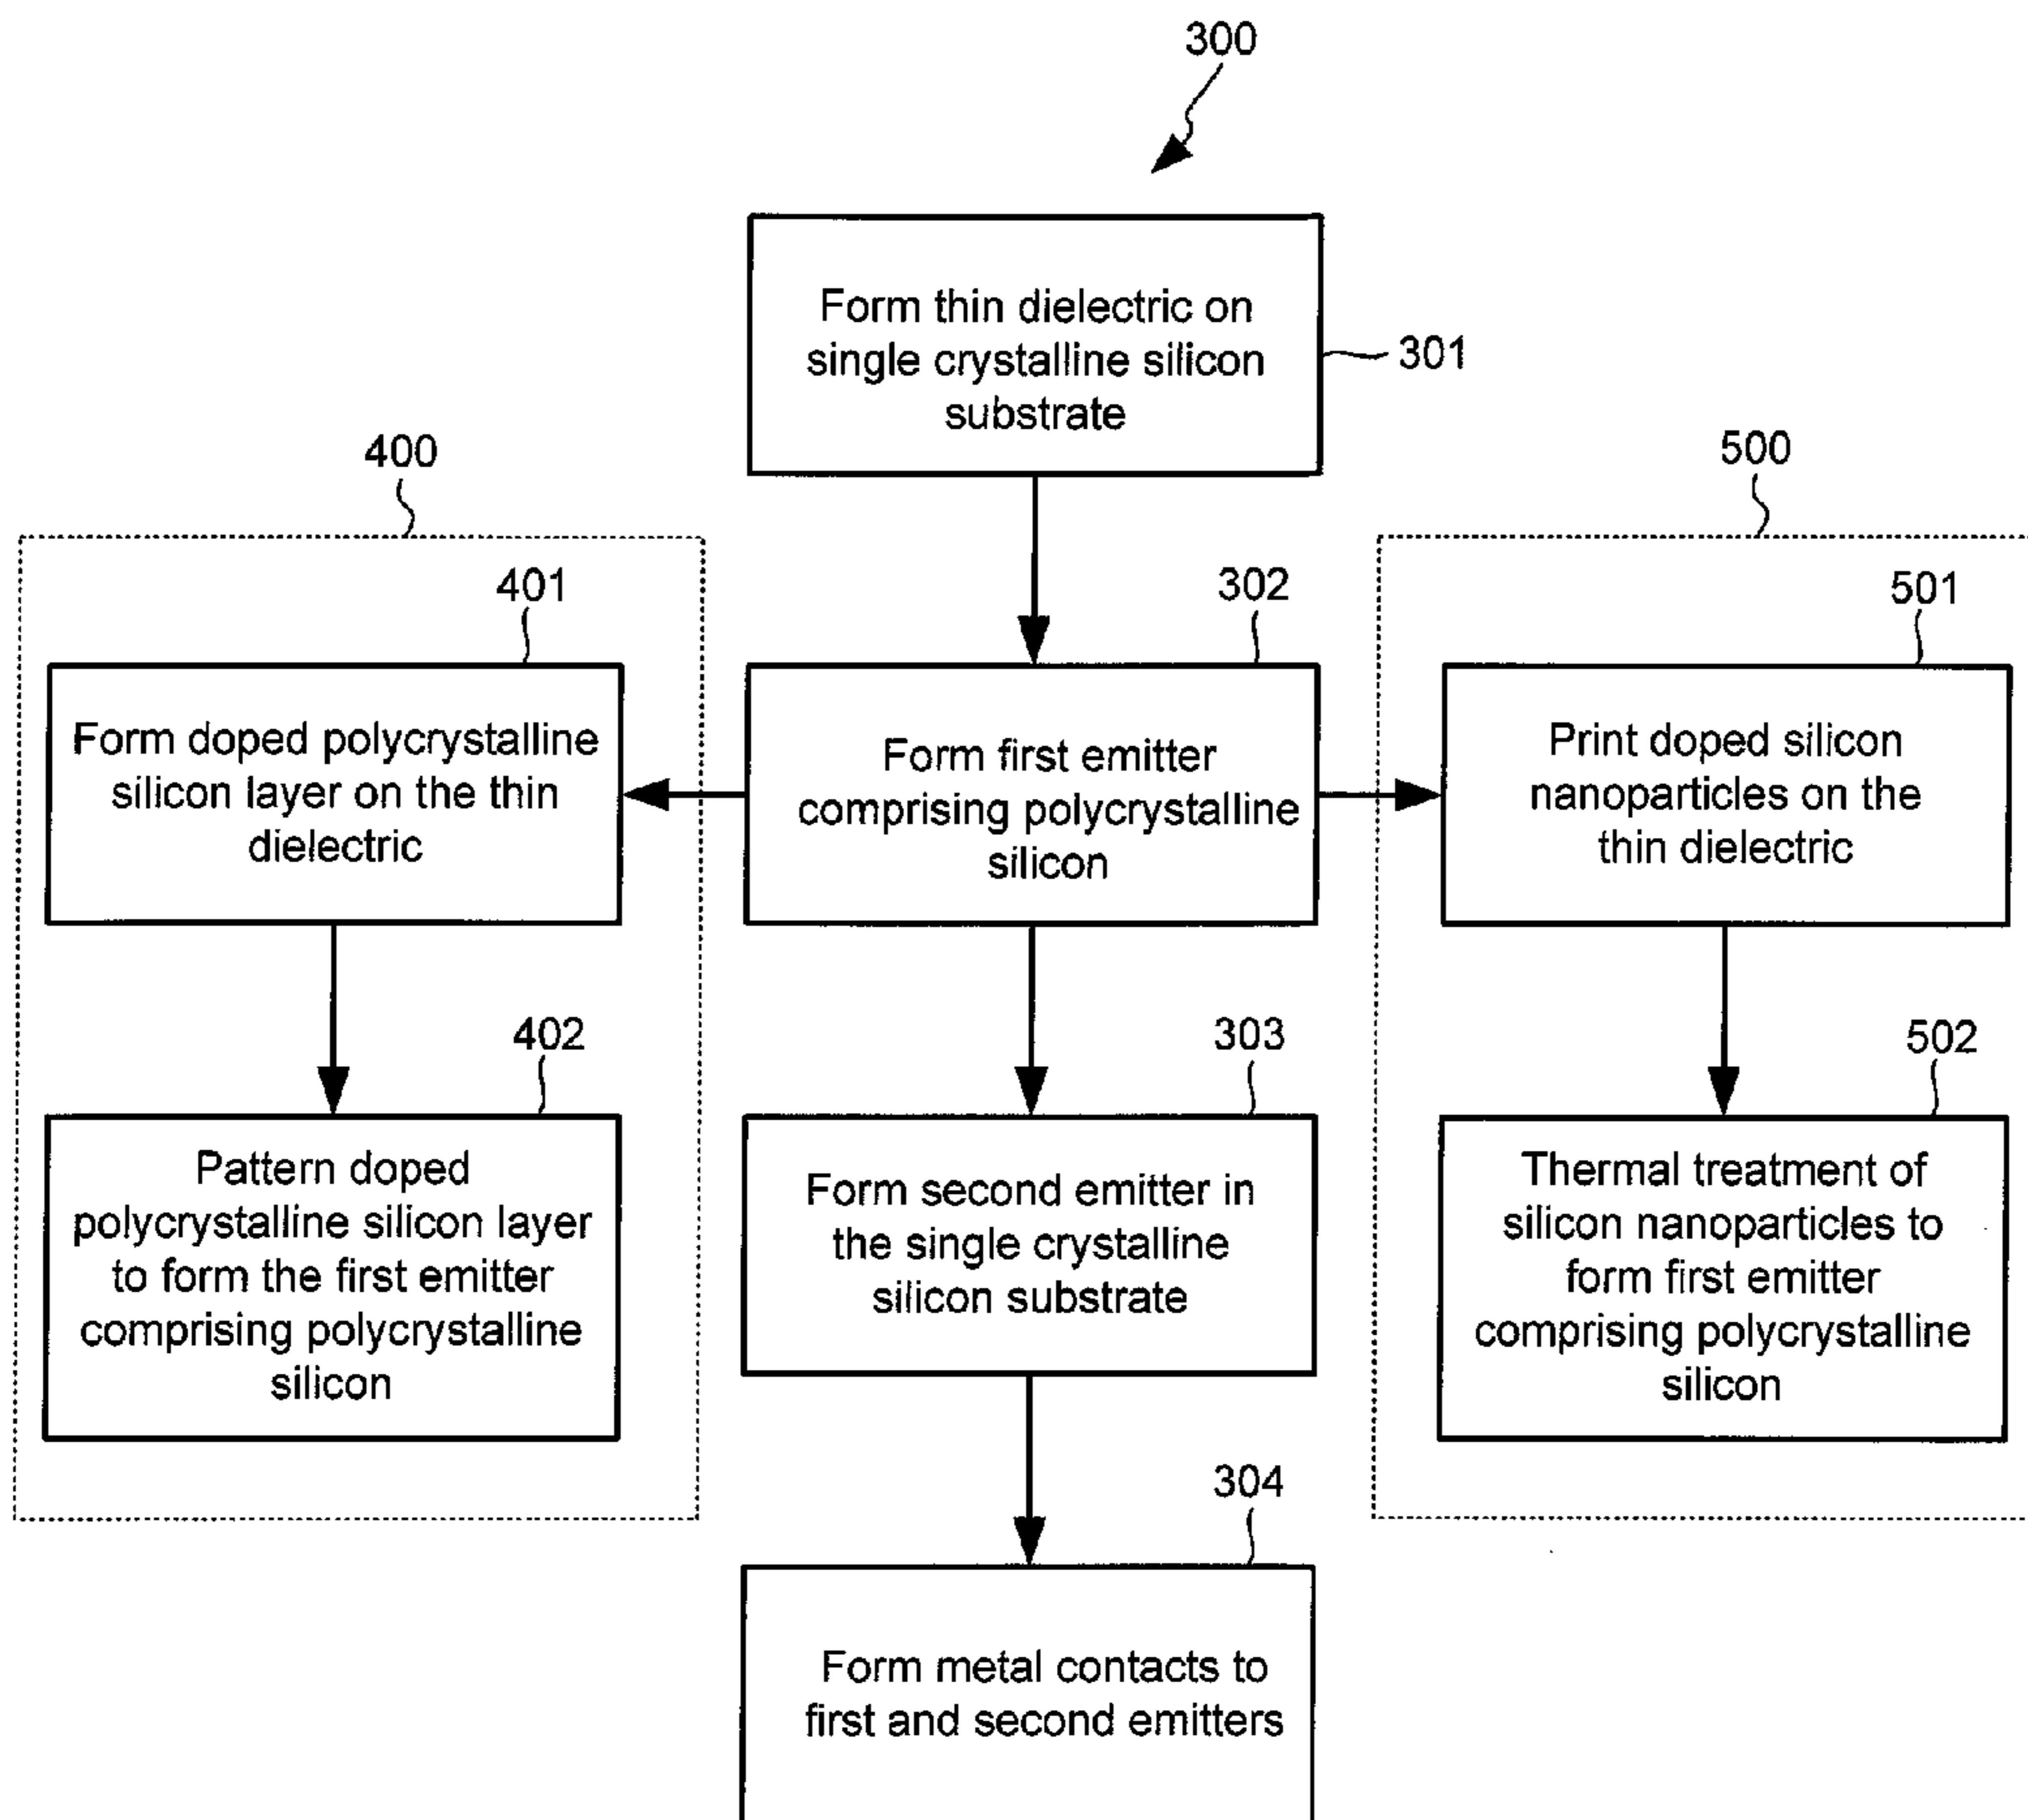 300
Form thin dielectric on
single crystalline silicon
substrate
301
400
500
401
Form doped polycrystalline
silicon layer on the thin
dielectric
302
Form first emitter
comprising polycrystalline
silicon
501
Print doped silicon
nanoparticles on the
thin dielectric
402
Pattern doped
polycrystalline silicon layer
to form the first emitter
comprising polycrystalline
silicon
303
Form second emitter in
the single crystalline
silicon substrate
502
Thermal treatment of
silicon nanoparticles to
form first emitter
comprising polycrystalline
silicon
304
Form metal contacts to
first and second emitters